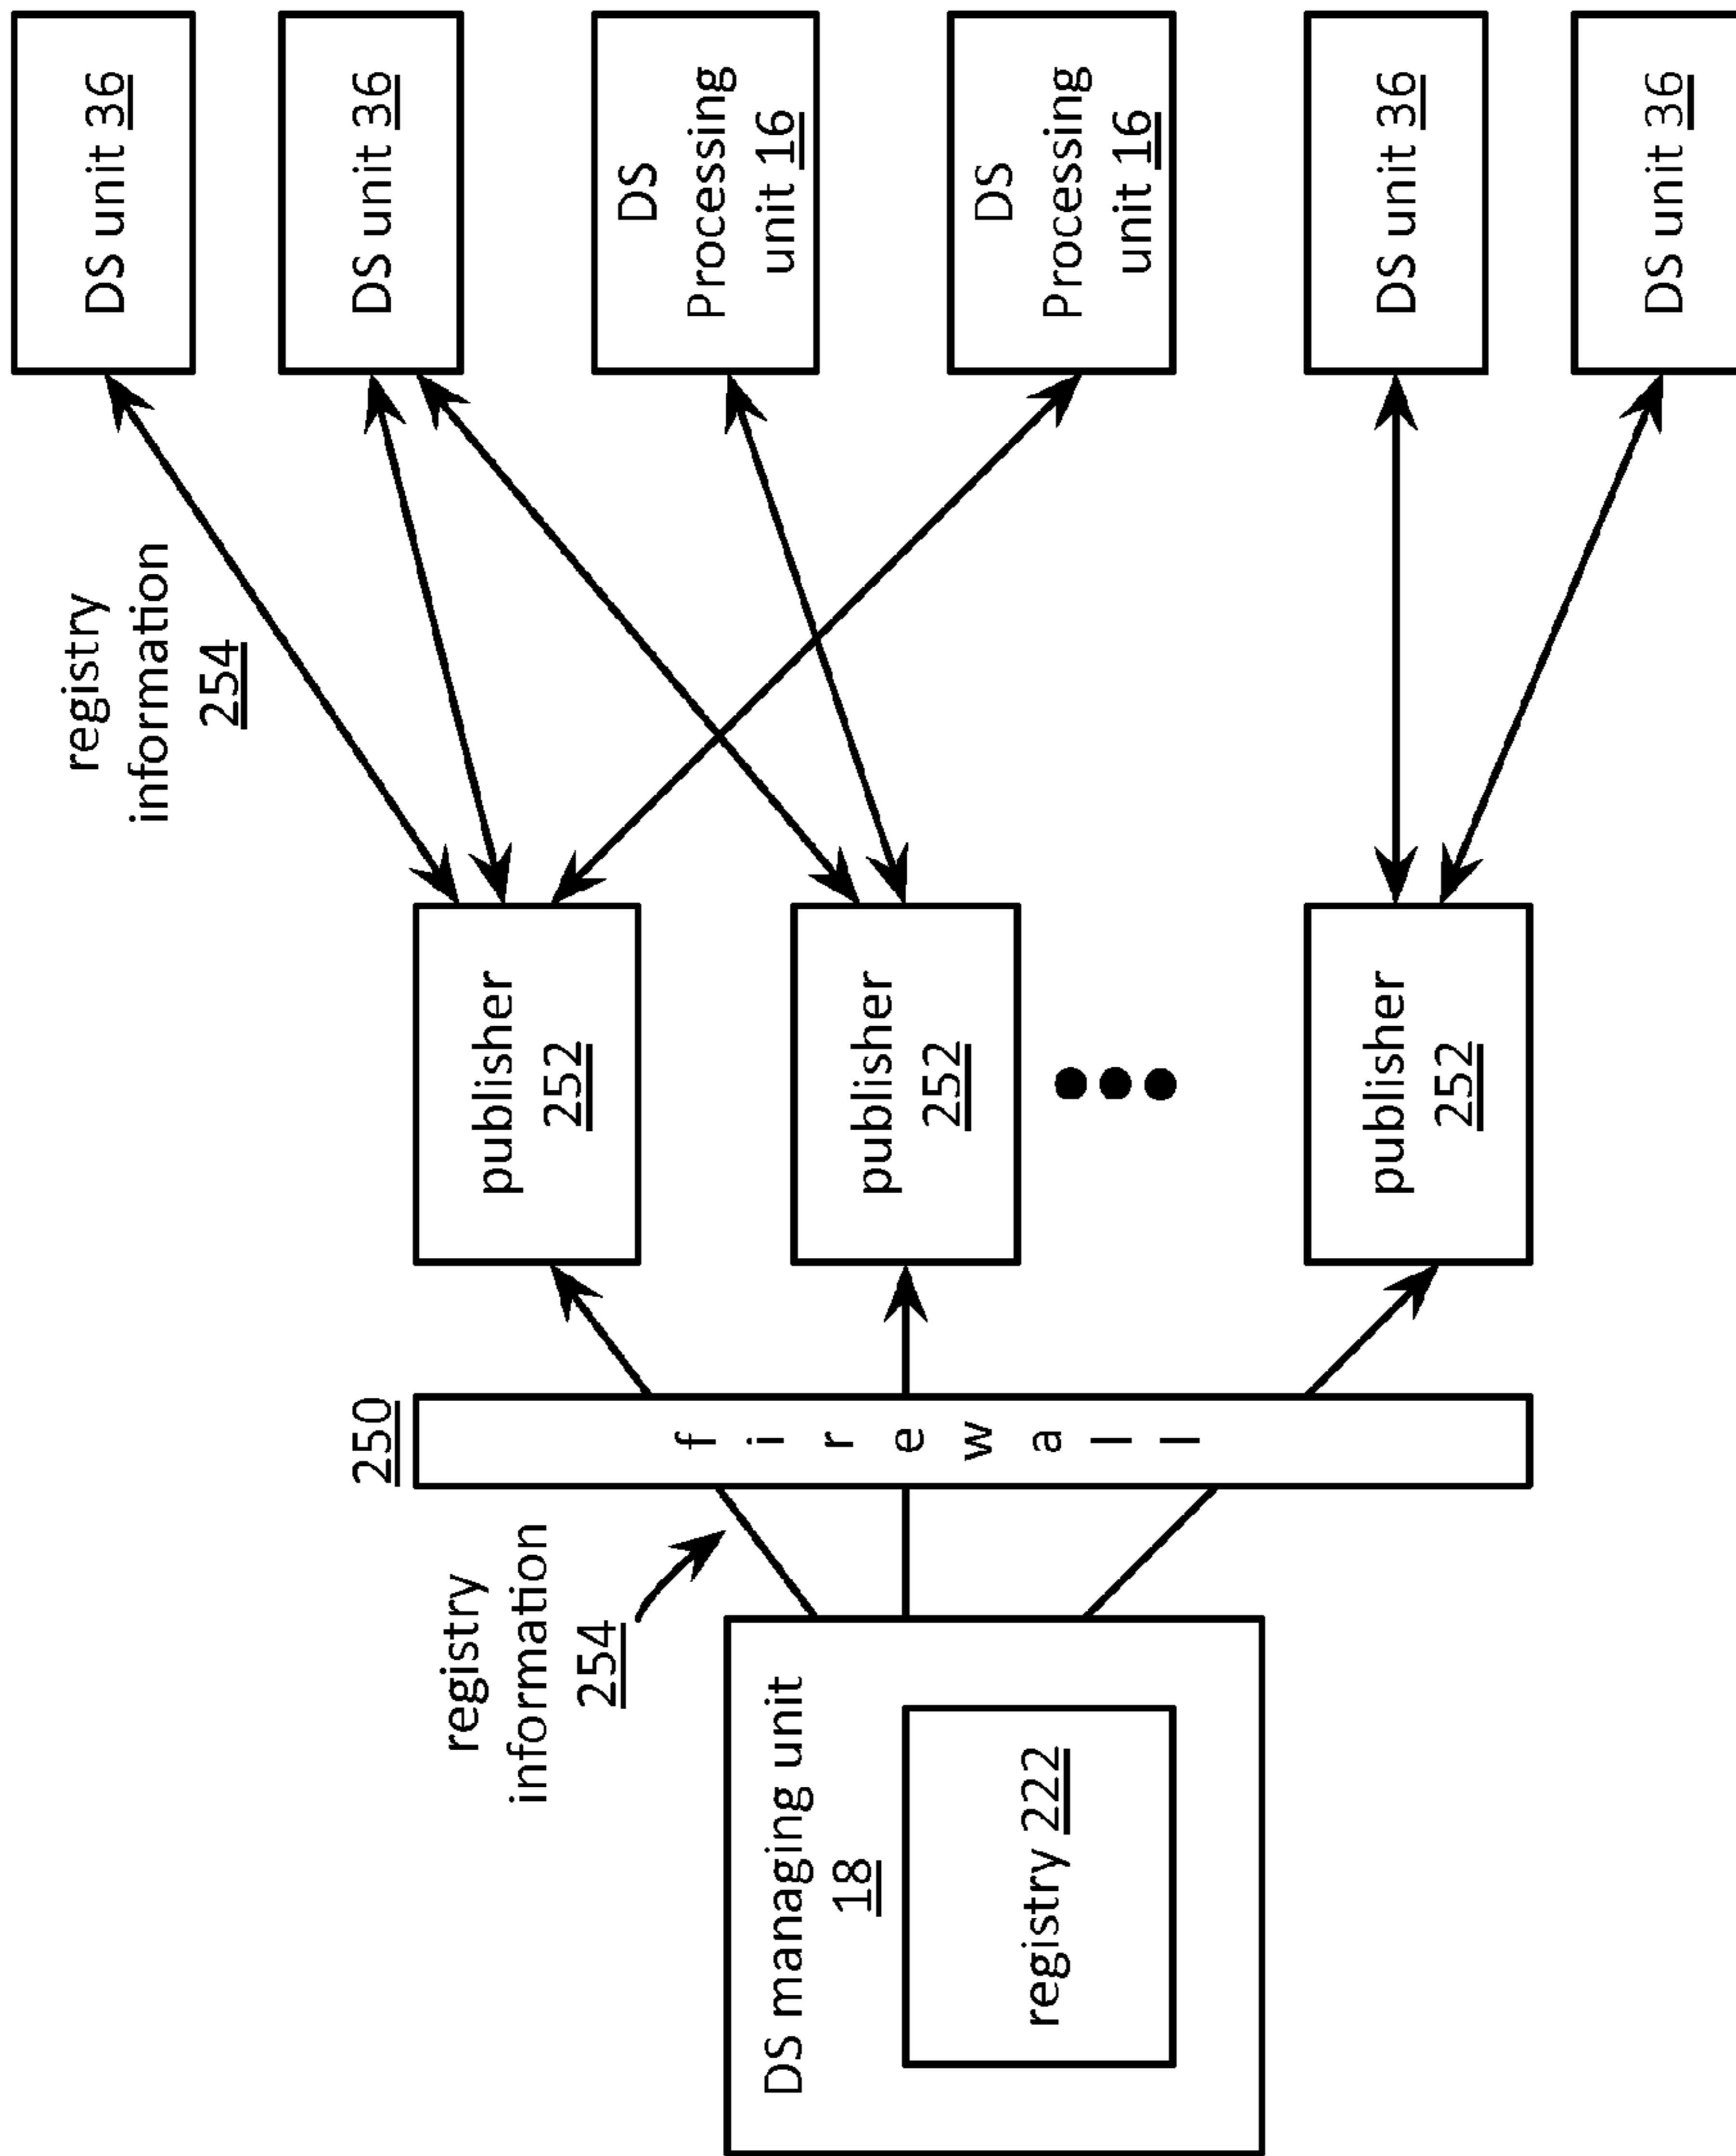 DS managing unit
18
registry 222
registry
information
254
250
firewall
publisher
252
publisher
252
publisher
252
registry
information
254
DS unit 36
DS unit 36
DS
Processing
unit 16
DS
Processing
unit 16
DS unit 36
DS unit 36